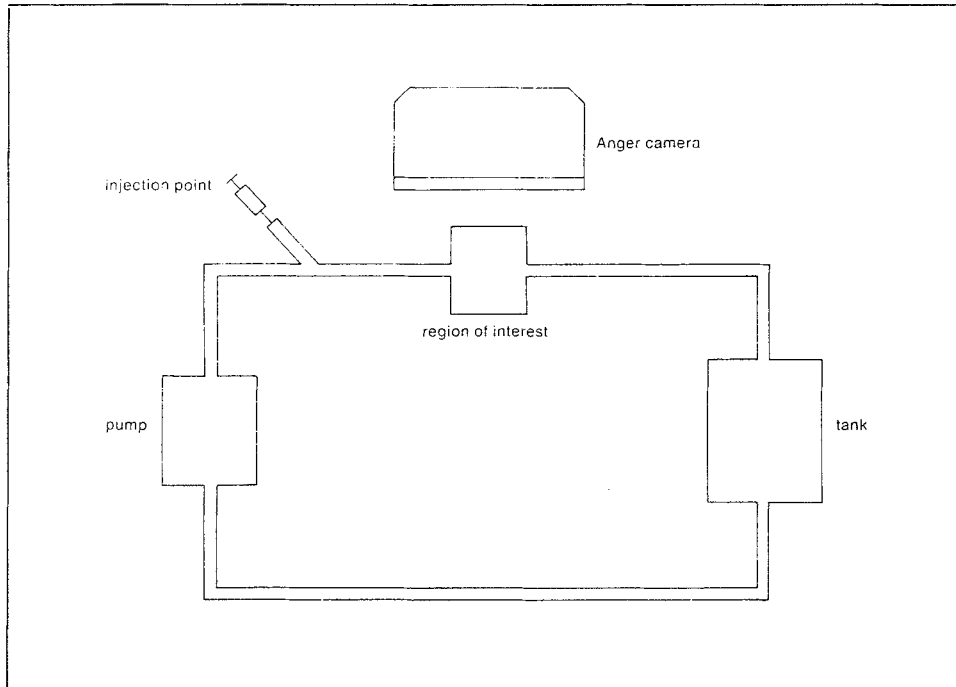 Anger camera
injection point
region of interest
pump
tank